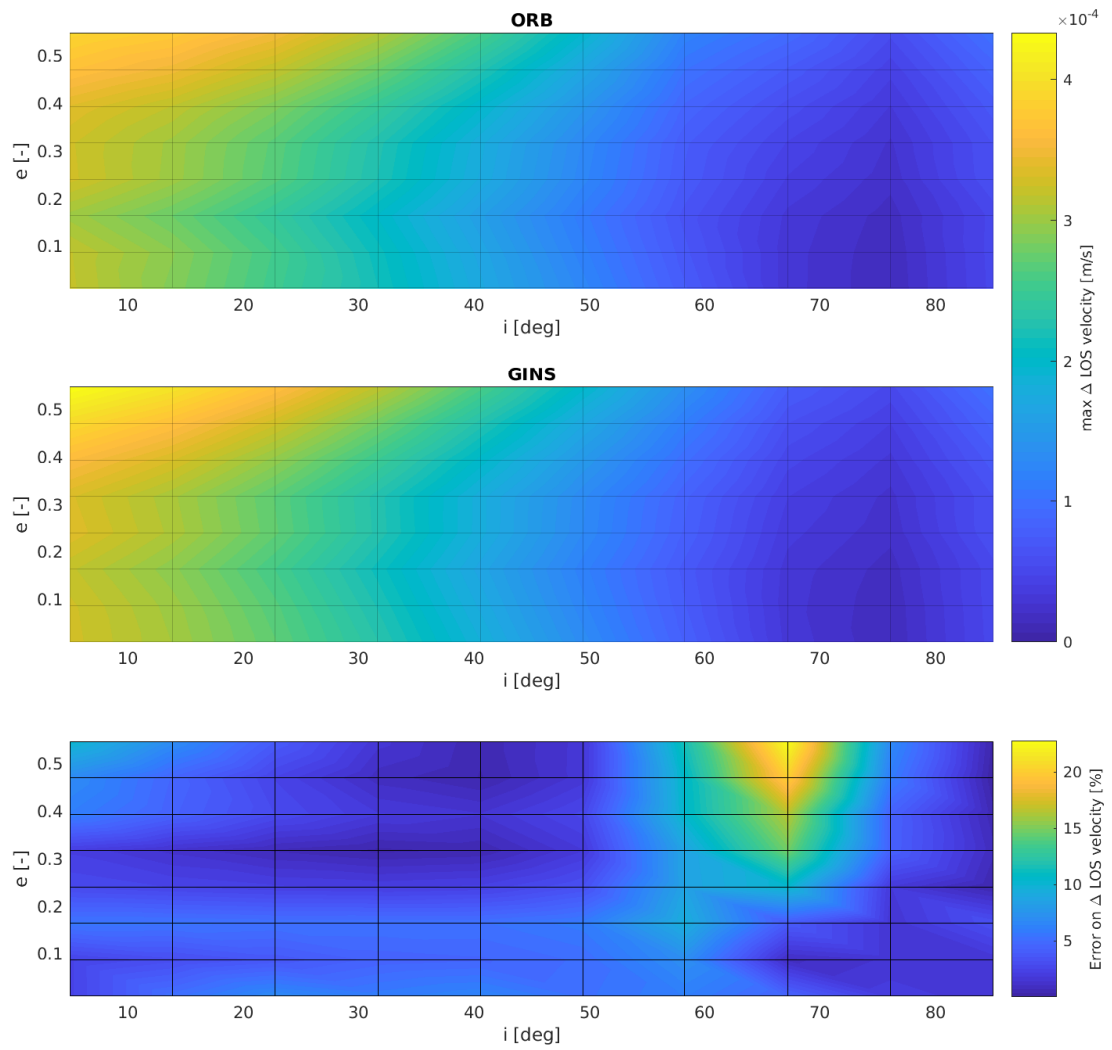 ORB
×10⁻⁴
0.5
0.4
0.3
0.2
0.1
e [-]
10 20 30 40 50 60 70 80
i [deg]
GINS
0.5
0.4
0.3
0.2
0.1
e [-]
10 20 30 40 50 60 70 80
i [deg]
4
3
2
1
0
max Δ LOS velocity [m/s]
0.5
0.4
0.3
0.2
0.1
e [-]
10 20 30 40 50 60 70 80
i [deg]
20
15
10
5
Error on Δ LOS velocity [%]